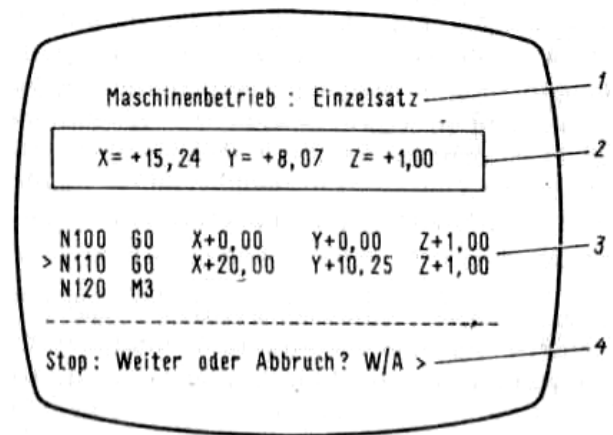 Maschinenbetrieb : Einzelsatz
1
X= +15,24 Y= +8,07 Z= +1,00
2
N100 G0 X+0,00 Y+0,00 Z+1,00
> N110 G0 X+20,00 Y+10,25 Z+1,00
3
N120 M3
Stop: Weiter oder Abbruch? W/A >
4